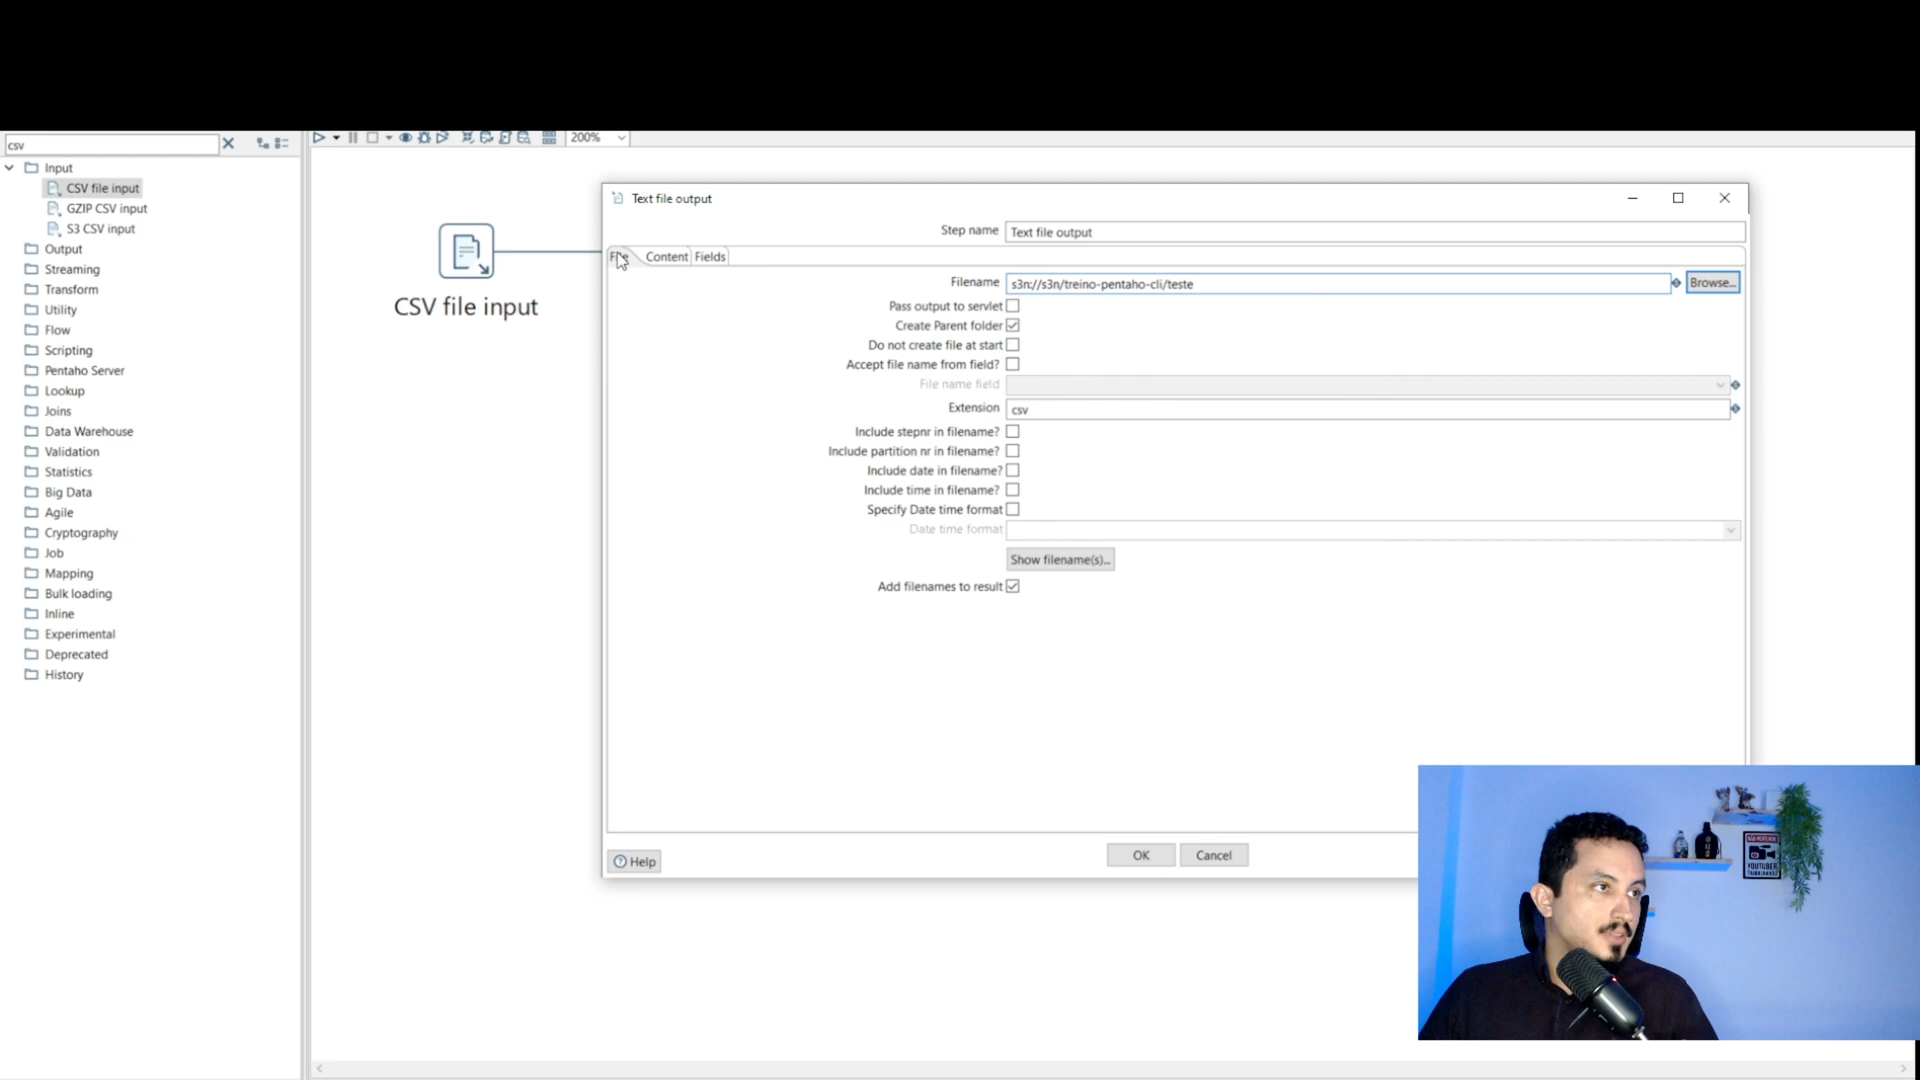 csv
200%
Input
CSV file input
GZIP CSV input
S3 CSV input
Output
Streaming
Transform
Utility
Flow
Scripting
Pentaho Server
Lookup
Joins
Data Warehouse
Validation
Statistics
Big Data
Agile
Cryptography
Job
Mapping
Bulk loading
Inline
Experimental
Deprecated
History
CSV file input
Text file output
Step name Text file output
File Content Fields
Filename s3n://s3n/treino-pentaho-cli/teste Browse...
Pass output to servlet
Create Parent folder
Do not create file at start
Accept file name from field?
File name field
Extension csv
Include stepnr in filename?
Include partition nr in filename?
Include date in filename?
Include time in filename?
Specify Date time format
Date time format
Show filename(s)...
Add filenames to result
Help
OK Cancel
YOUTUBER